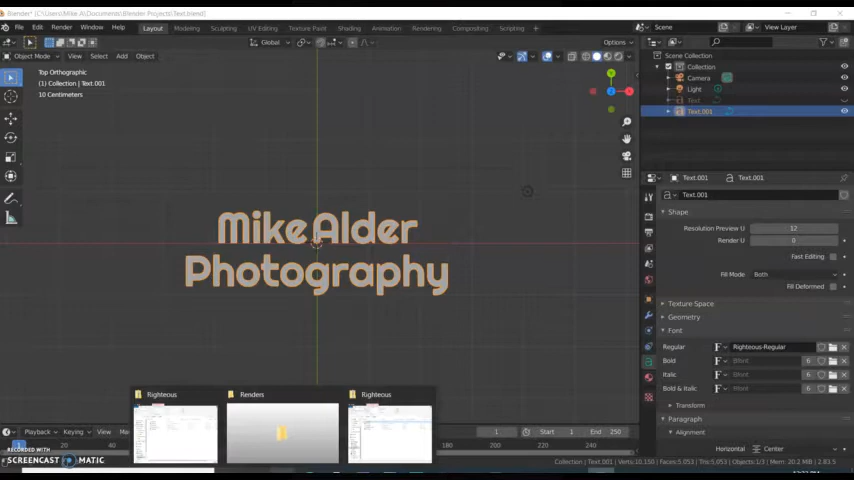 Blender* [C:\Users\Mike A\Documents\Blender Projects\Text.blend]
File Edit Render Window Help Layout Modeling Sculpting UV Editing Texture Paint Shading Animation Rendering Compositing Scripting Scene View Layer
Global Options
Object Mode View Select Add Object
Top Orthographic
(1) Collection | Text.001
10 Centimeters
Scene Collection
Collection
Camera
Light
Text
Text.001
Text.001 Text.001
Text.001
Shape
Resolution Preview U 12
Render U 0
Fast Editing
Fill Mode Both
Fill Deformed
Texture Space
Geometry
Font
Regular Righteous-Regular
Bold Bfont 6
Italic Bfont 6
Bold & Italic Bfont 6
Transform
Paragraph
Alignment
Horizontal Center
Mike Alder
Photography
Righteous Renders Righteous
Playback Keying View 1 Start 1 End 250
1 20 40 220 240
RECORDED WITH
SCREENCAST MATIC
Collection | Text.001 | Verts:10,150 | Faces:5,053 | Tris:5,053 | Objects:1/3 | Mem: 20.2 MiB | 2.83.5